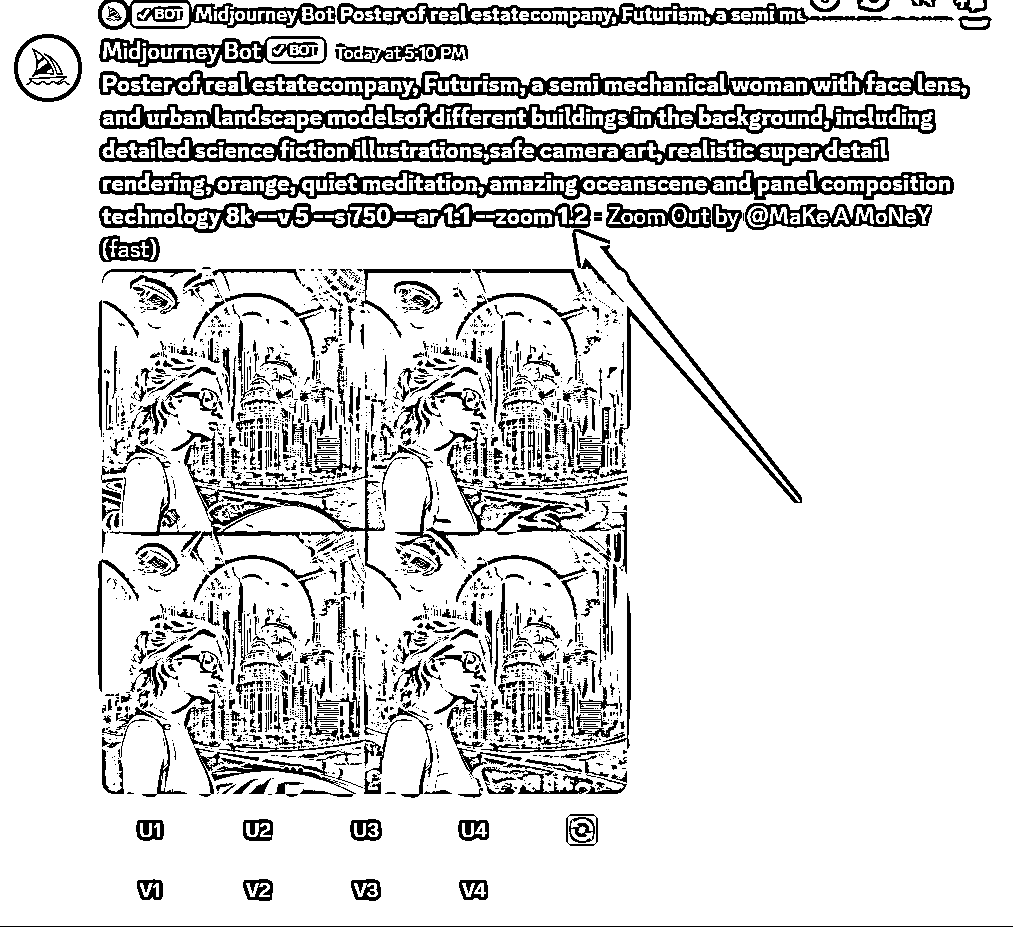 BOT Midjourney Bot Poster of real estatecompany, Futurism, a semi
Midjourney Bot BOT Today at 5:10 PM
Poster of real estatecompany, Futurism, a semi mechanical woman with face lens,
and urban landscape modelsof different buildings in the background, including
detailed science fiction illustrations,safe camera art, realistic super detail
rendering, orange, quiet meditation, amazing oceanscene and panel composition
technology 8k --v 5 --s 750 --ar 1:1 --zoom 1.2 - Zoom Out by @MaKe A MoNeY
(fast)
U1 U2 U3 U4
V1 V2 V3 V4